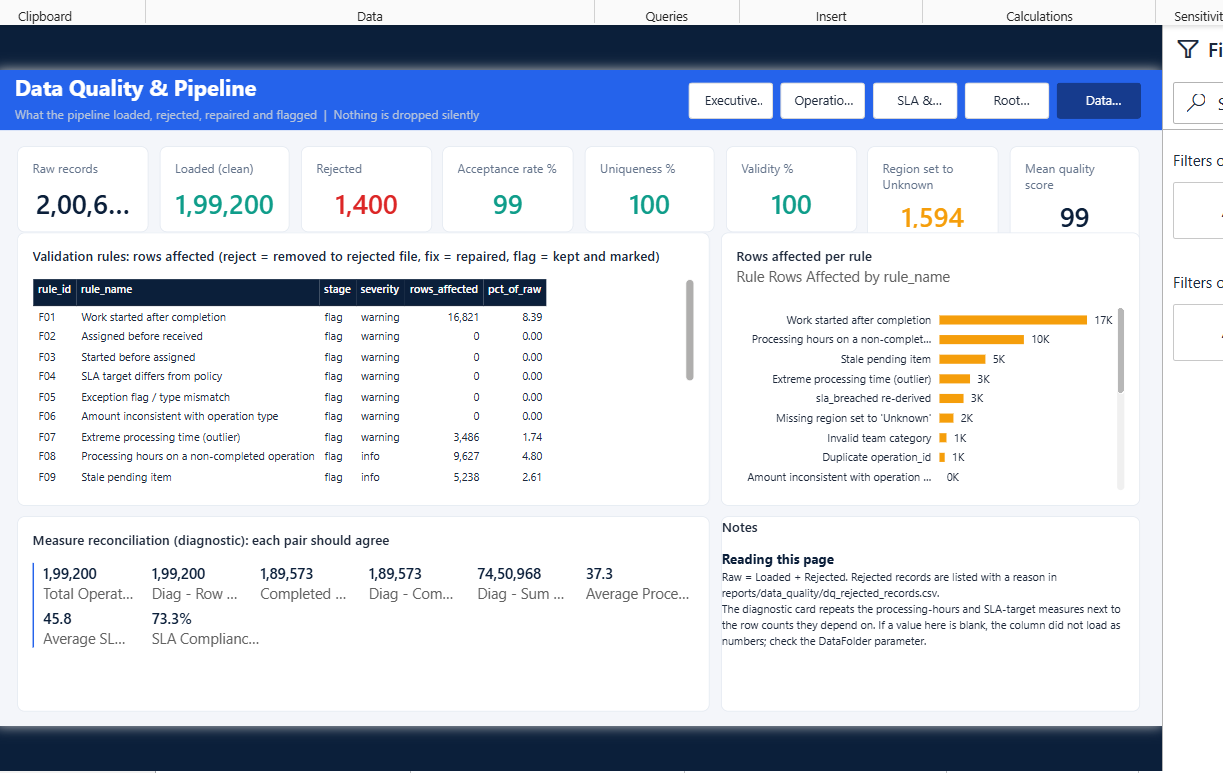 Clipboard Data Queries Insert Calculations Sensitivit
Fi
Data Quality & Pipeline
What the pipeline loaded, rejected, repaired and flagged | Nothing is dropped silently
Executive.. Operatio... SLA &... Root... Data...
S
Filters o
Filters o
Raw records
2,00,6...
Loaded (clean)
1,99,200
Rejected
1,400
Acceptance rate %
99
Uniqueness %
100
Validity %
100
Region set to
Unknown
1,594
Mean quality
score
99
Validation rules: rows affected (reject = removed to rejected file, fix = repaired, flag = kept and marked)
rule_id rule_name stage severity rows_affected pct_of_raw
F01 Work started after completion flag warning 16,821 8.39
F02 Assigned before received flag warning 0 0.00
F03 Started before assigned flag warning 0 0.00
F04 SLA target differs from policy flag warning 0 0.00
F05 Exception flag / type mismatch flag warning 0 0.00
F06 Amount inconsistent with operation type flag warning 0 0.00
F07 Extreme processing time (outlier) flag warning 3,486 1.74
F08 Processing hours on a non-completed operation flag info 9,627 4.80
F09 Stale pending item flag info 5,238 2.61
Rows affected per rule
Rule Rows Affected by rule_name
Work started after completion 17K
Processing hours on a non-complet... 10K
Stale pending item 5K
Extreme processing time (outlier) 3K
sla_breached re-derived 3K
Missing region set to 'Unknown' 2K
Invalid team category 1K
Duplicate operation_id 1K
Amount inconsistent with operation ... 0K
Measure reconciliation (diagnostic): each pair should agree
1,99,200 1,99,200 1,89,573 1,89,573 74,50,968 37.3
Total Operat... Diag - Row ... Completed ... Diag - Com... Diag - Sum ... Average Proce...
45.8 73.3%
Average SL... SLA Complianc...
Notes
Reading this page
Raw = Loaded + Rejected. Rejected records are listed with a reason in
reports/data_quality/dq_rejected_records.csv.
The diagnostic card repeats the processing-hours and SLA-target measures next to
the row counts they depend on. If a value here is blank, the column did not load as
numbers; check the DataFolder parameter.